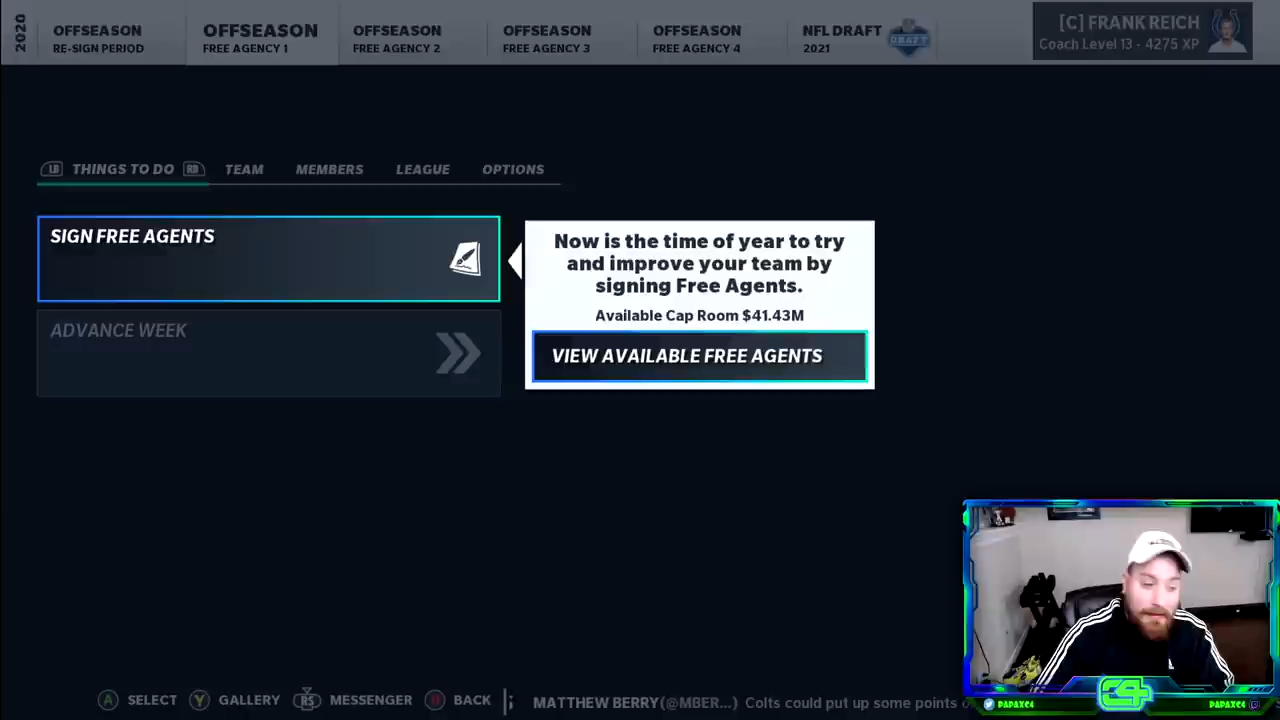 2020
OFFSEASON
RE-SIGN PERIOD
OFFSEASON
FREE AGENCY 1
OFFSEASON
FREE AGENCY 2
OFFSEASON
FREE AGENCY 3
OFFSEASON
FREE AGENCY 4
NFL DRAFT
2021
DRAFT
[C] FRANK REICH
Coach Level 13 - 4275 XP
LB THINGS TO DO RB TEAM MEMBERS LEAGUE OPTIONS
SIGN FREE AGENTS
ADVANCE WEEK
Now is the time of year to try
and improve your team by
signing Free Agents.
Available Cap Room $41.43M
VIEW AVAILABLE FREE AGENTS
A SELECT Y GALLERY RS MESSENGER B BACK
MATTHEW BERRY(@MBER...) Colts could put up some points
PAPAXC4
C4
PAPAXC4